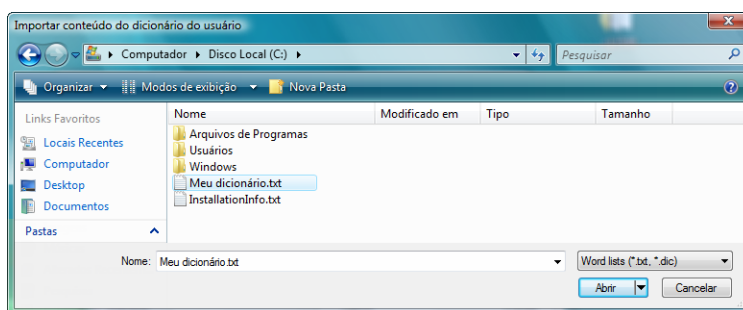 Importar conteúdo do dicionário do usuário
Computador Disco Local (C:) Pesquisar
Organizar Modos de exibição Nova Pasta
Links Favoritos
Locais Recentes
Computador
Desktop
Documentos
Pastas
Nome Modificado em Tipo Tamanho
Arquivos de Programas
Usuários
Windows
Meu dicionário.txt
InstallationInfo.txt
Nome: Meu dicionário.txt Word lists (*.txt, *.dic)
Abrir Cancelar